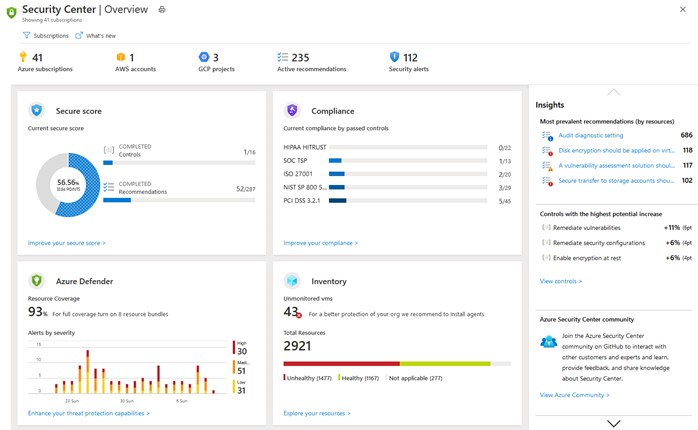 Security Center | Overview
Showing 41 subscriptions
Subscriptions What's new
41 Azure subscriptions
1 AWS accounts
3 GCP projects
235 Active recommendations
112 Security alerts
Secure score
Current secure score
56.56%
COMPLETED
Controls 1/16
COMPLETED
Recommendations 52/287
Improve your secure score >
Compliance
Current compliance by passed controls
HIPAA HITRUST 0/22
SOC TSP 1/13
ISO 27001 2/20
NIST SP 800 S... 3/29
PCI DSS 3.2.1 5/45
Improve your compliance >
Azure Defender
Resource Coverage
93% For full coverage turn on 8 resource bundles
Alerts by severity
15
10
5
0
23 Sun 30 Sun 6 Sun
High
30
Medi...
51
Low
31
Enhance your threat protection capabilities >
Inventory
Unmonitored vms
43 For a better protection of your org we recommend to Install agents
Total Resources
2921
Unhealthy (1477) Healthy (1167) Not applicable (277)
Explore your resources >
Insights
Most prevalent recommendations (by resources)
Audit diagnostic setting 686
Disk encryption should be applied on virt... 118
A vulnerability assessment solution shoul... 117
Secure transfer to storage accounts shou... 102
Controls with the highest potential increase
Remediate vulnerabilities +11% (6pt
Remediate security configurations +6% (4pt
Enable encryption at rest +6% (4pt
View controls >
Azure Security Center community
Join the Azure Security Center
community on GitHub to interact with
other customers and experts and learn,
provide feedback, and share knowledge
about Security Center.
View Azure Community >